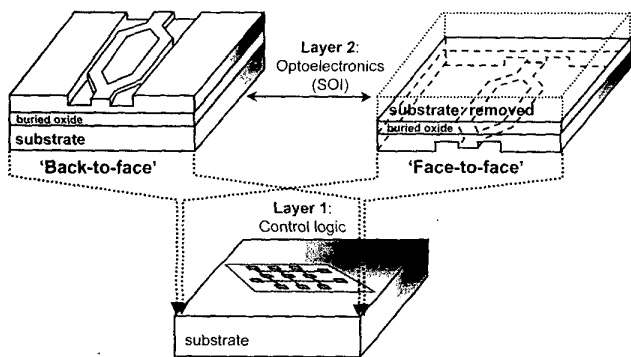 Layer 2:
Optoelectronics
(SOI)
buried oxide
substrate
'Back-to-face'
substrate removed
buried oxide
'Face-to-face'
Layer 1:
Control logic
substrate